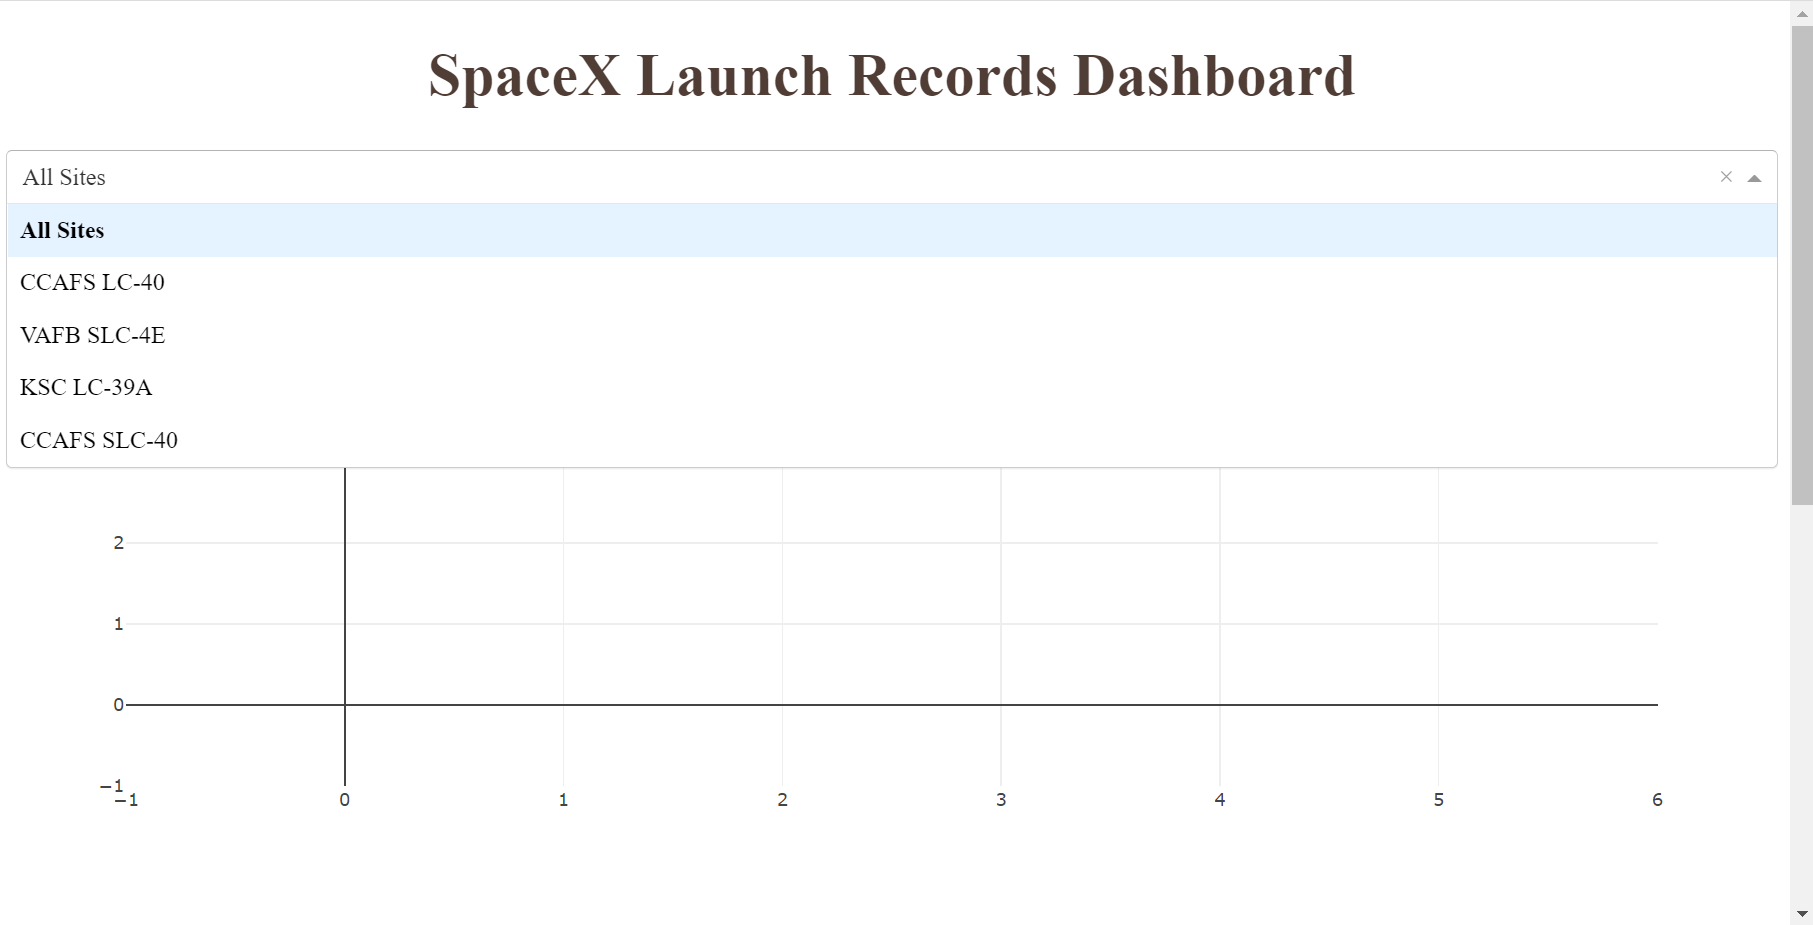 SpaceX Launch Records Dashboard
All Sites
All Sites
CCAFS LC-40
VAFB SLC-4E
KSC LC-39A
CCAFS SLC-40
2
1
0
−1
−1 0 1 2 3 4 5 6